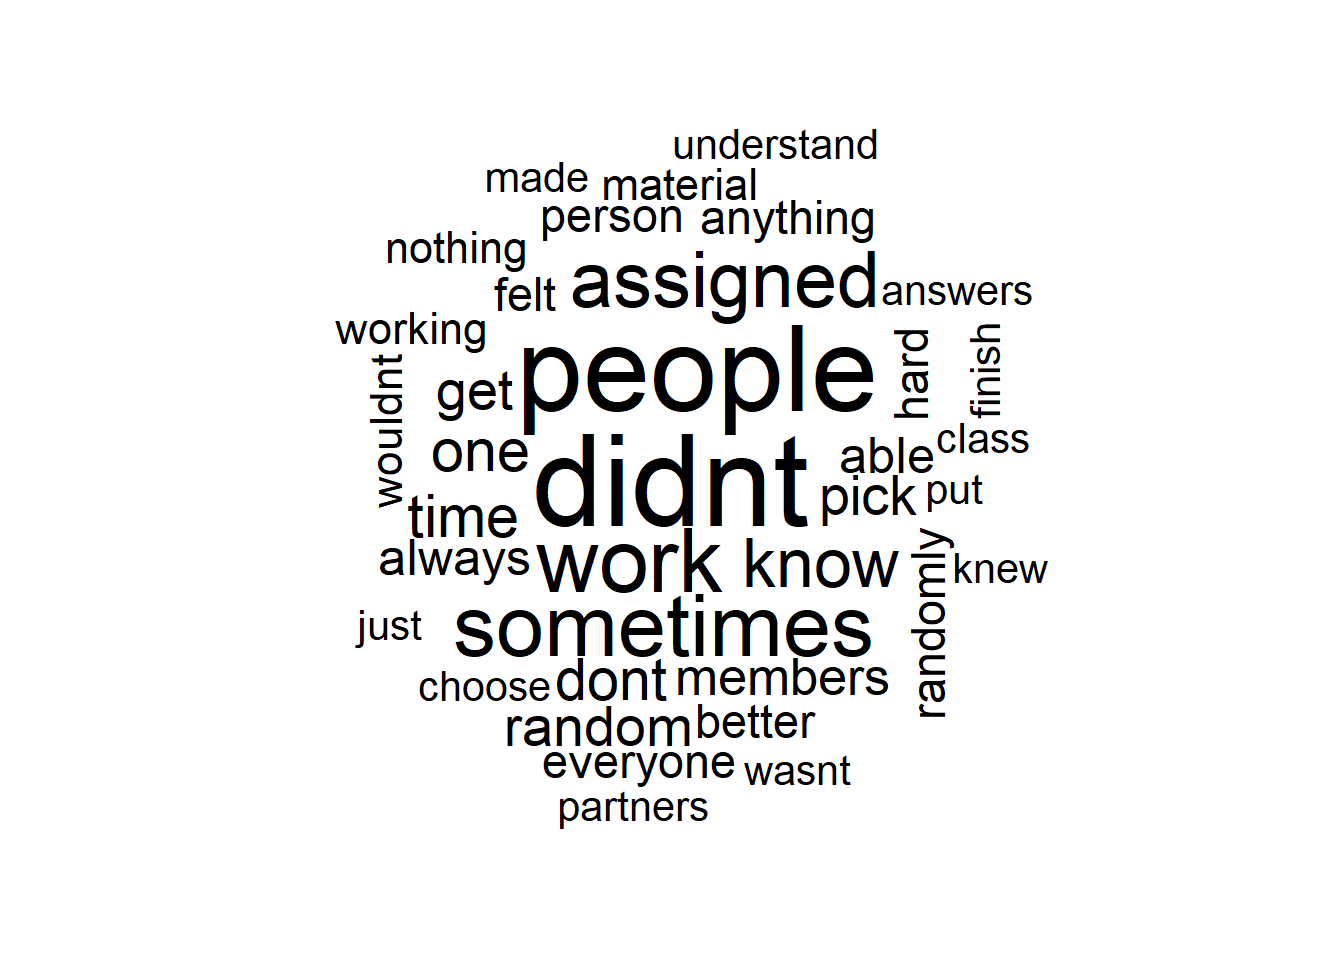 understand
made material
person anything
nothing
felt assigned answers
working
people hard finish
wouldnt get
one able class
didnt pick put
time
always work know randomly knew
just sometimes
choose dont members
random better
everyone wasnt
partners